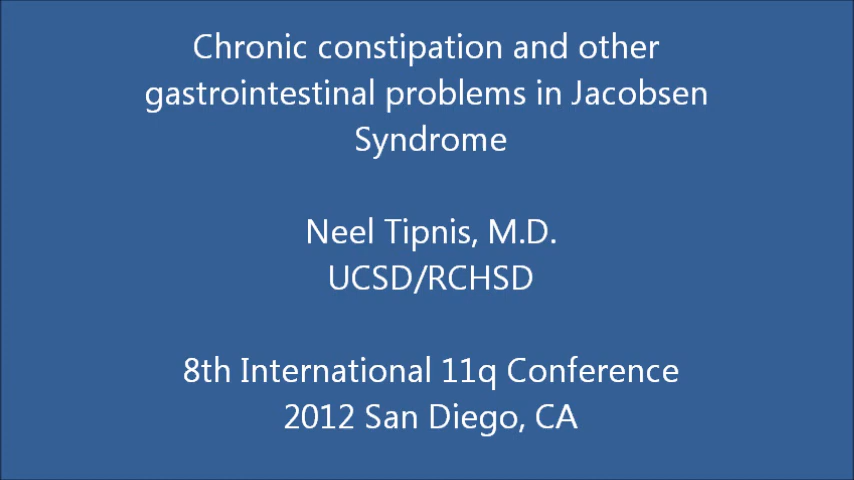 Chronic constipation and other
gastrointestinal problems in Jacobsen
Syndrome
Neel Tipnis, M.D.
UCSD/RCHSD
8th International 11q Conference
2012 San Diego, CA